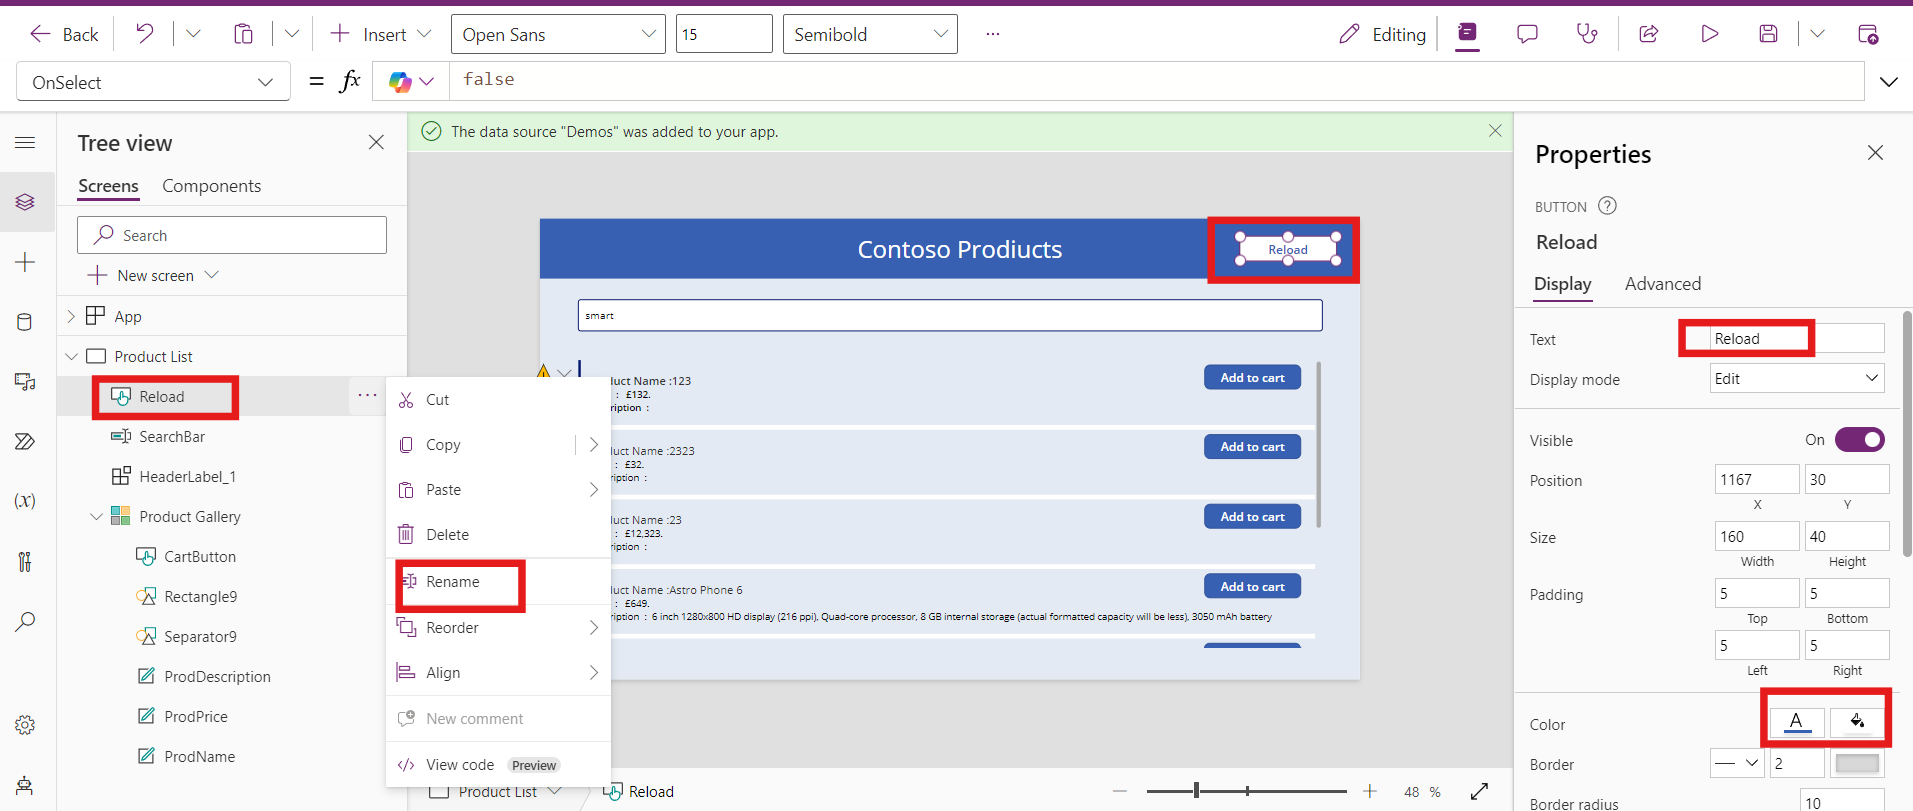 Back
Insert
Open Sans
15
Semibold
...
Editing
OnSelect
= fx
false
Tree view
Screens
Components
Search
New screen
App
Product List
Reload
...
SearchBar
HeaderLabel_1
Product Gallery
CartButton
Rectangle9
Separator9
ProdDescription
ProdPrice
ProdName
(x)
Cut
Copy
Paste
Delete
Rename
Reorder
Align
New comment
</> View code Preview
The data source "Demos" was added to your app.
Contoso Prodiucts
Reload
smart
duct Name :123
: £132.
ription :
Add to cart
duct Name :2323
: £32.
ription :
Add to cart
duct Name :23
: £12,323.
ription :
Add to cart
duct Name :Astro Phone 6
: £649.
ription : 6 inch 1280x800 HD display (216 ppi), Quad-core processor, 8 GB internal storage (actual formatted capacity will be less), 3050 mAh battery
Add to cart
Product List
Reload
48 %
Properties
BUTTON ?
Reload
Display
Advanced
Text
Reload
Display mode
Edit
Visible
On
Position
1167
30
X
Y
Size
160
40
Width
Height
Padding
5
5
Top
Bottom
5
5
Left
Right
Color
A
Border
2
Border radius
10